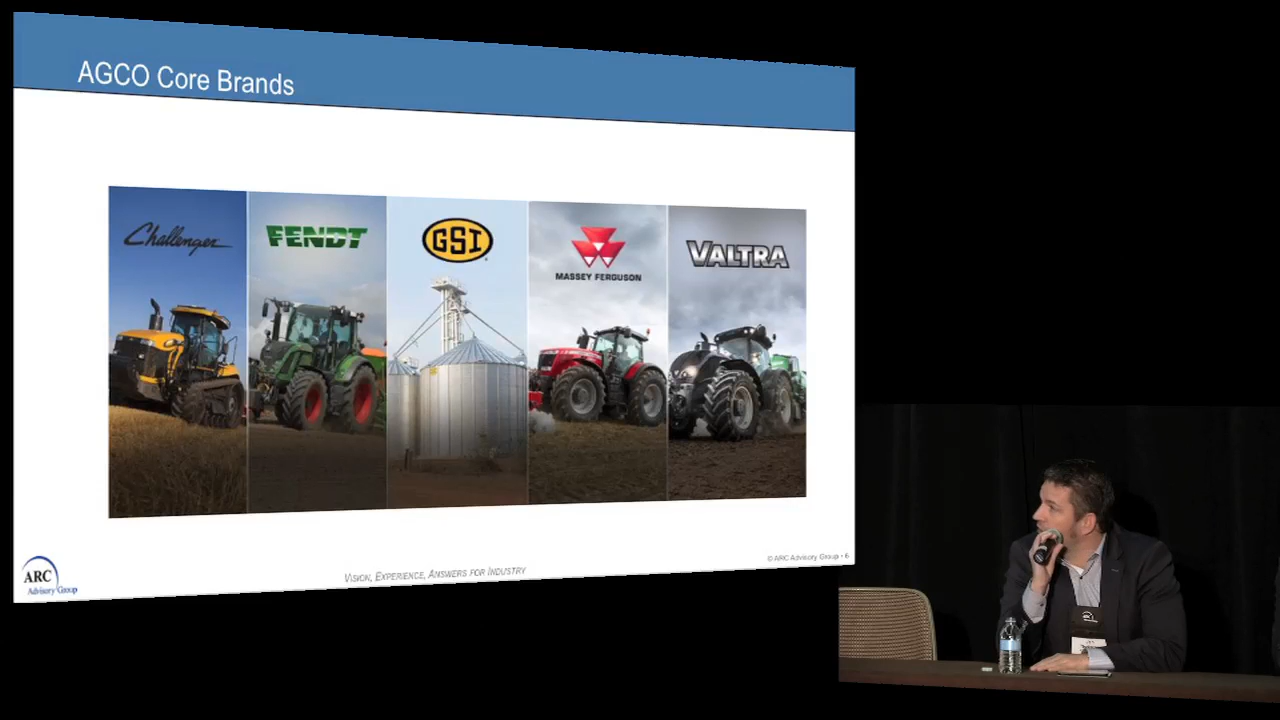 AGCO Core Brands
Challenger
FENDT
GSI
MASSEY FERGUSON
VALTRA
ARC
Advisory Group
VISION, EXPERIENCE, ANSWERS FOR INDUSTRY
© ARC Advisory Group • 6